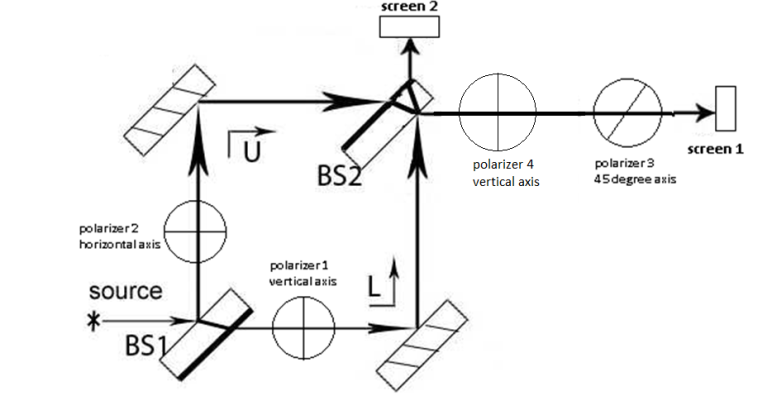 screen 2
U
BS2
polarizer 4
vertical axis
polarizer 3
45 degree axis
screen 1
polarizer 2
horizontal axis
polarizer 1
vertical axis
L
source
BS1